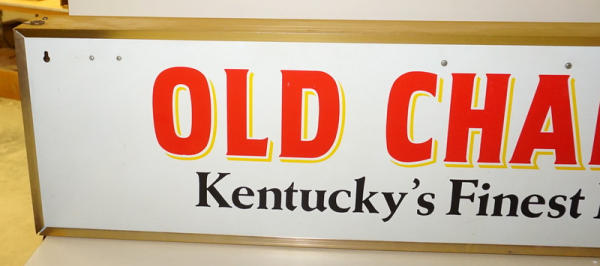 OLD CHA
Kentucky's Finest